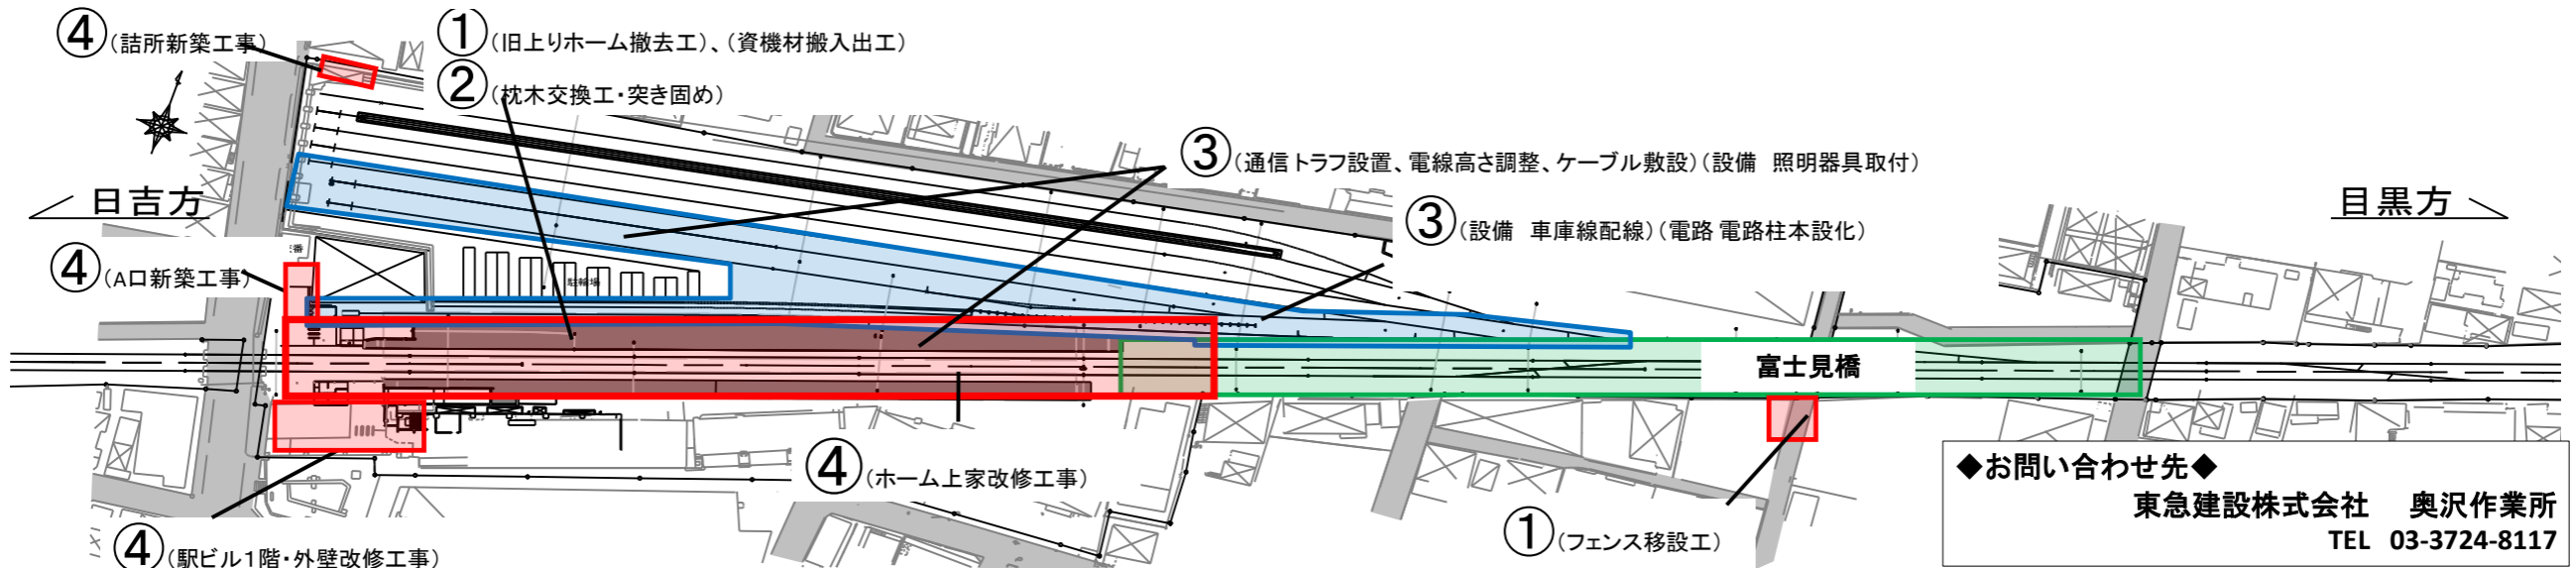 ④(詰所新築工事)
①(旧上りホーム撤去工)、(資機材搬入出工)
②(枕木交換工・突き固め)
③(通信トラフ設置、電線高さ調整、ケーブル敷設)(設備 照明器具取付)
日吉方
目黒方
③(設備 車庫線配線)(電路 電路柱本設化)
④(A口新築工事)
駐輪場
富士見橋
④(ホーム上家改修工事)
①(フェンス移設工)
④(駅ビル1階・外壁改修工事)
◆お問い合わせ先◆
東急建設株式会社 奥沢作業所
TEL 03-3724-8117